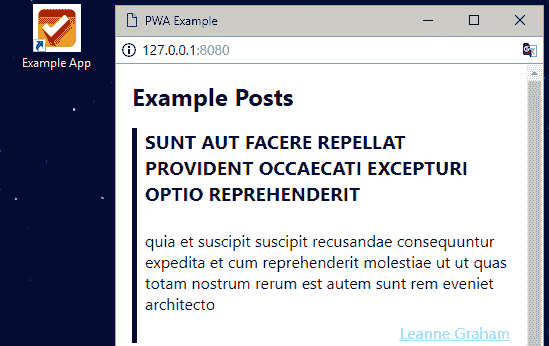 Example App
PWA Example
127.0.0.1:8080
Example Posts
SUNT AUT FACERE REPELLAT
PROVIDENT OCCAECATI EXCEPTURI
OPTIO REPREHENDERIT
quia et suscipit suscipit recusandae consequuntur
expedita et cum reprehenderit molestiae ut ut quas
totam nostrum rerum est autem sunt rem eveniet
architecto
Leanne Graham